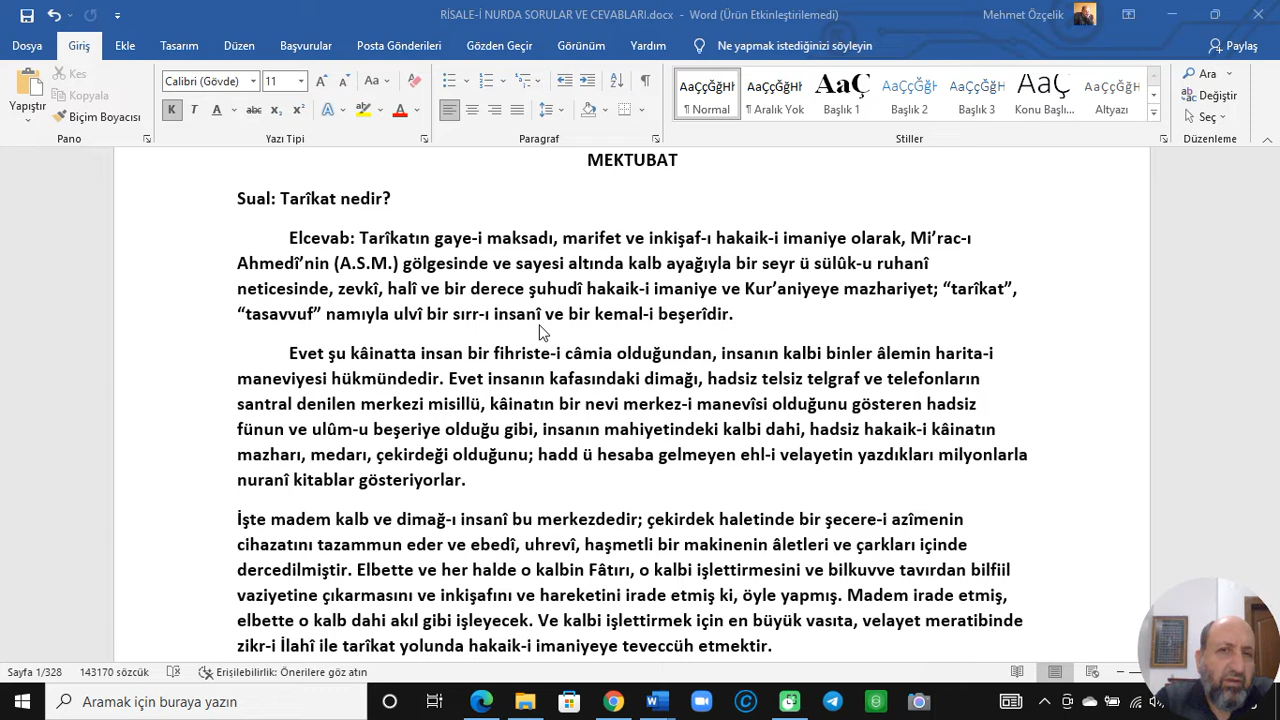 RİSALE-İ NURDA SORULAR VE CEVABLARI.docx - Word (Ürün Etkinleştirilemedi)
Mehmet Özçelik
Dosya Giriş Ekle Tasarım Düzen Başvurular Posta Gönderileri Gözden Geçir Görünüm Yardım Ne yapmak istediğinizi söyleyin Paylaş
Yapıştır
Kes
Kopyala
Biçim Boyacısı
Calibri (Gövde) 11
K T A abc x₂ x²
AaÇçĞğHł AaÇçĞğHł AaÇ AaÇçĞğł AaÇçĞğH AaÇçĞ AaÇçĞğH
¶ Normal ¶ Aralık Yok Başlık 1 Başlık 2 Başlık 3 Konu Başlı... Altyazı
Ara
Değiştir
Seç
Pano Yazı Tipi Paragraf Stiller Düzenleme
MEKTUBAT
Sual: Tarîkat nedir?
Elcevab: Tarîkatın gaye-i maksadı, marifet ve inkişaf-ı hakaik-i imaniye olarak, Mi’rac-ı
Ahmedî’nin (A.S.M.) gölgesinde ve sayesi altında kalb ayağıyla bir seyr ü sülûk-u ruhanî
neticesinde, zevkî, halî ve bir derece şuhudî hakaik-i imaniye ve Kur’aniyeye mazhariyet; “tarîkat”,
“tasavvuf” namıyla ulvî bir sırr-ı insanî ve bir kemal-i beşerîdir.
Evet şu kâinatta insan bir fihriste-i câmia olduğundan, insanın kalbi binler âlemin harita-i
maneviyesi hükmündedir. Evet insanın kafasındaki dimağı, hadsiz telsiz telgraf ve telefonların
santral denilen merkezi misillü, kâinatın bir nevi merkez-i manevîsi olduğunu gösteren hadsiz
fünun ve ulûm-u beşeriye olduğu gibi, insanın mahiyetindeki kalbi dahi, hadsiz hakaik-i kâinatın
mazharı, medarı, çekirdeği olduğunu; hadd ü hesaba gelmeyen ehl-i velayetin yazdıkları milyonlarla
nuranî kitablar gösteriyorlar.
İşte madem kalb ve dimağ-ı insanî bu merkezdedir; çekirdek haletinde bir şecere-i azîmenin
cihazatını tazammun eder ve ebedî, uhrevî, haşmetli bir makinenin âletleri ve çarkları içinde
dercedilmiştir. Elbette ve her halde o kalbin Fâtırı, o kalbi işlettirmesini ve bilkuvve tavırdan bilfiil
vaziyetine çıkarmasını ve inkişafını ve hareketini irade etmiş ki, öyle yapmış. Madem irade etmiş,
elbette o kalb dahi akıl gibi işleyecek. Ve kalbi işlettirmek için en büyük vasıta, velayet meratibinde
zikr-i İlahî ile tarîkat yolunda hakaik-i imaniyeye teveccüh etmektir.
Sayfa 1/328 143170 sözcük Erişilebilirlik: Önerilere göz atın
Aramak için buraya yazın